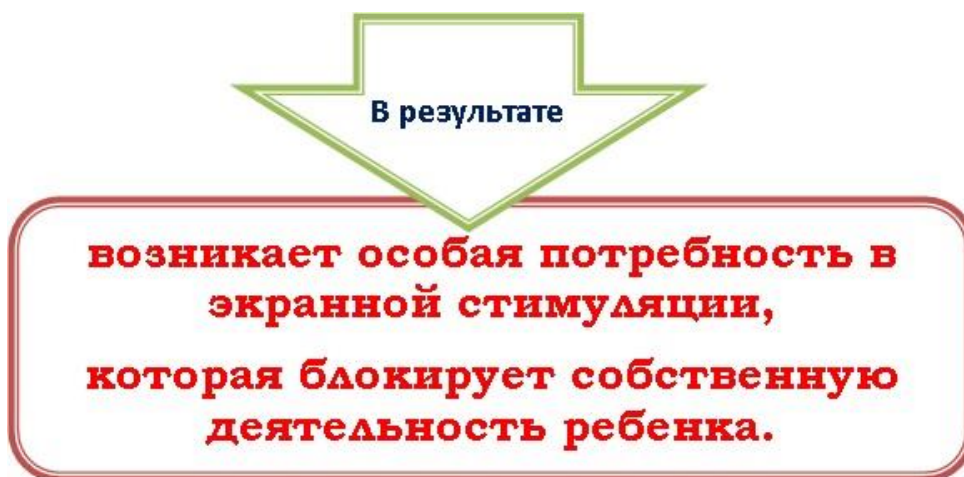 В результате
возникает особая потребность в
экранной стимуляции,
которая блокирует собственную
деятельность ребенка.